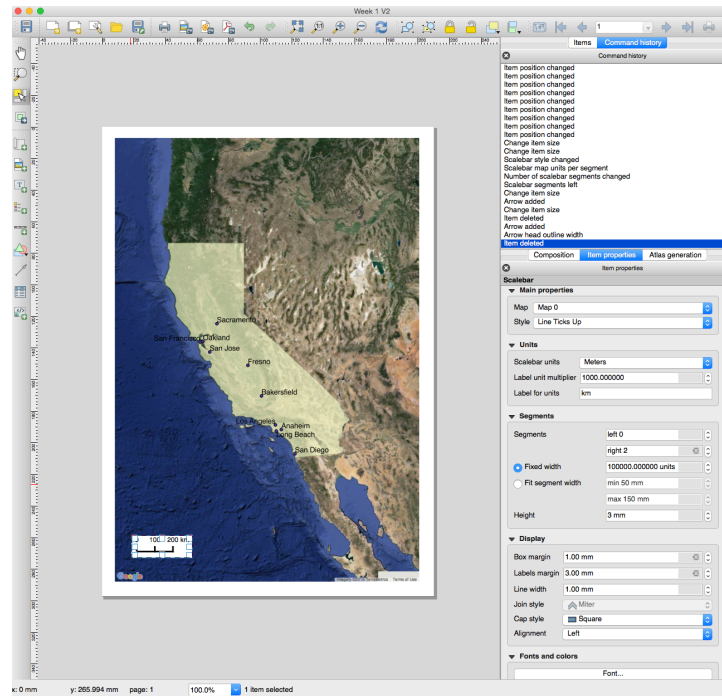 Week 1 V2
1
Items
Command history
Command history
Item position changed
Item position changed
Item position changed
Item position changed
Item position changed
Item position changed
Item position changed
Item position changed
Item position changed
Change item size
Change item size
Scalebar style changed
Scalebar map units per segment
Number of scalebar segments changed
Scalebar segments left
Change item size
Arrow added
Change item size
Item deleted
Arrow added
Arrow head outline width
Item deleted
Composition
Item properties
Atlas generation
Item properties
Scalebar
Main properties
Map
Map 0
Style
Line Ticks Up
Units
Scalebar units
Meters
Label unit multiplier
1000.000000
Label for units
km
Segments
Segments
left 0
right 2
Fixed width
100000.000000 units
Fit segment width
min 50 mm
max 150 mm
Height
3 mm
Display
Box margin
1.00 mm
Labels margin
3.00 mm
Line width
1.00 mm
Join style
Miter
Cap style
Square
Alignment
Left
Fonts and colors
Font...
Sacramento
San Francisco
Oakland
San Jose
Fresno
Bakersfield
Los Angeles
Anaheim
Long Beach
San Diego
200
Google
Terms of Use
x: 0 mm
y: 265.994 mm
page: 1
100.0%
1 item selected